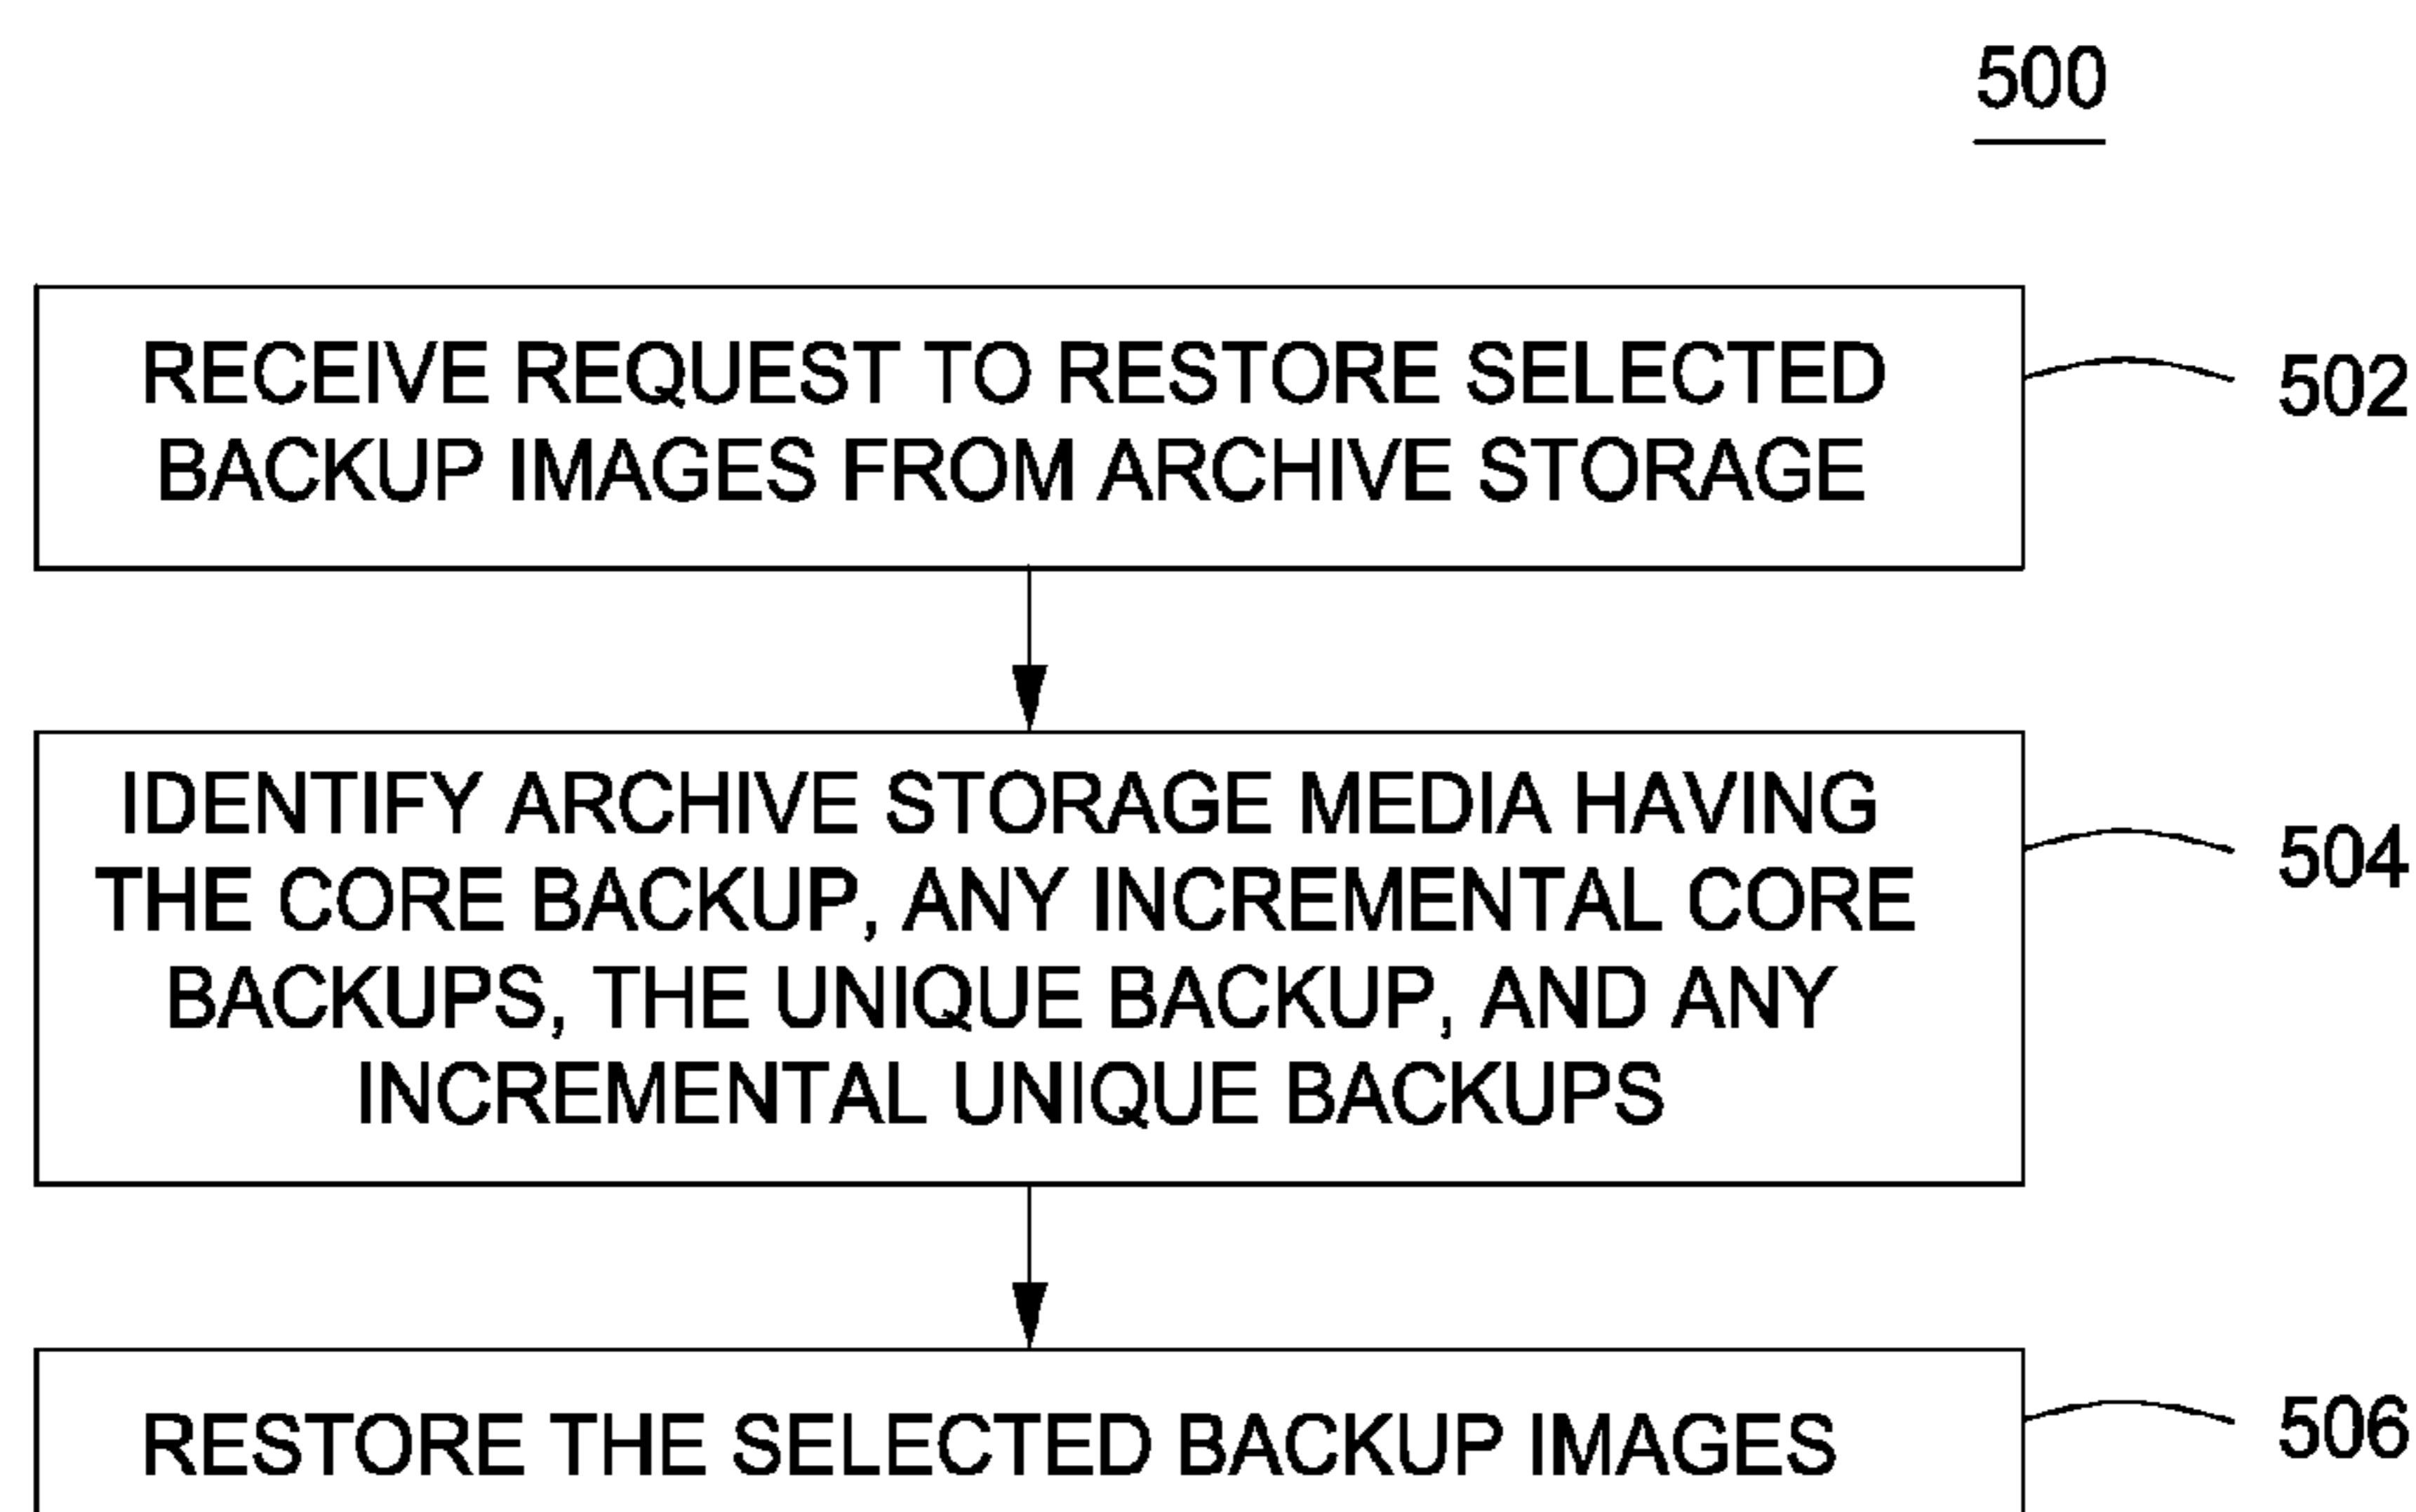 500
RECEIVE REQUEST TO RESTORE SELECTED
BACKUP IMAGES FROM ARCHIVE STORAGE
502
IDENTIFY ARCHIVE STORAGE MEDIA HAVING
THE CORE BACKUP, ANY INCREMENTAL CORE
BACKUPS, THE UNIQUE BACKUP, AND ANY
INCREMENTAL UNIQUE BACKUPS
504
RESTORE THE SELECTED BACKUP IMAGES
506